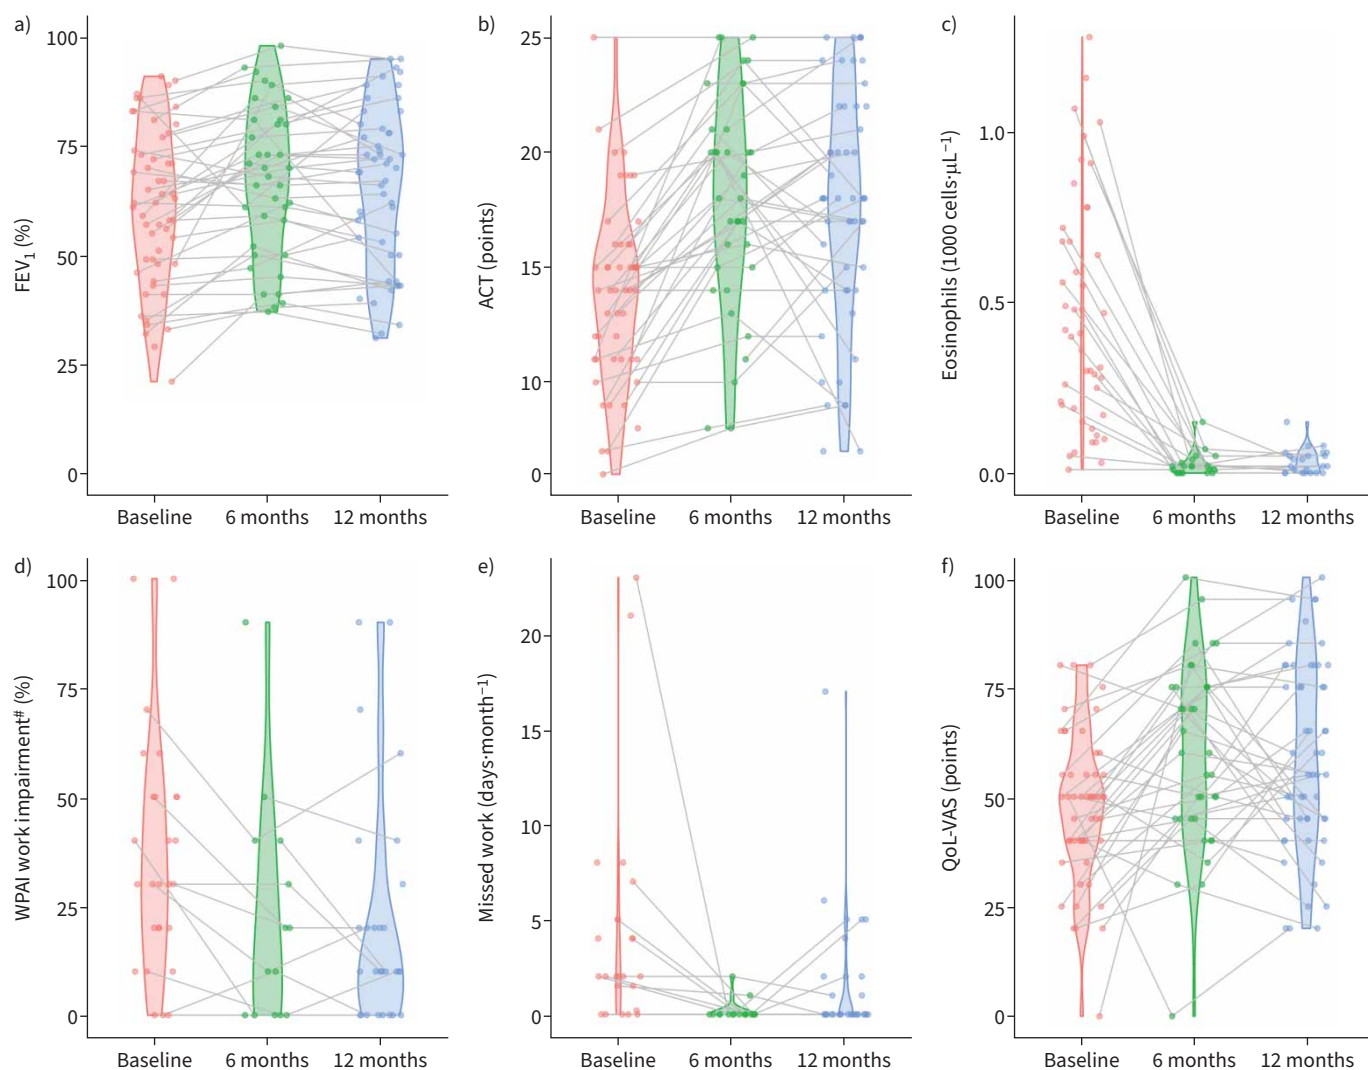 a)
FEV1 (%)
100
75
50
25
0
Baseline 6 months 12 months
b)
ACT (points)
25
20
15
10
0
Baseline 6 months 12 months
c)
Eosinophils (1000 cells·µL⁻¹)
1.0
0.5
0.0
Baseline 6 months 12 months
d)
WPAI work impairment# (%)
100
75
50
25
0
Baseline 6 months 12 months
e)
Missed work (days·month⁻¹)
20
15
10
5
0
Baseline 6 months 12 months
f)
QoL-VAS (points)
100
75
50
25
0
Baseline 6 months 12 months